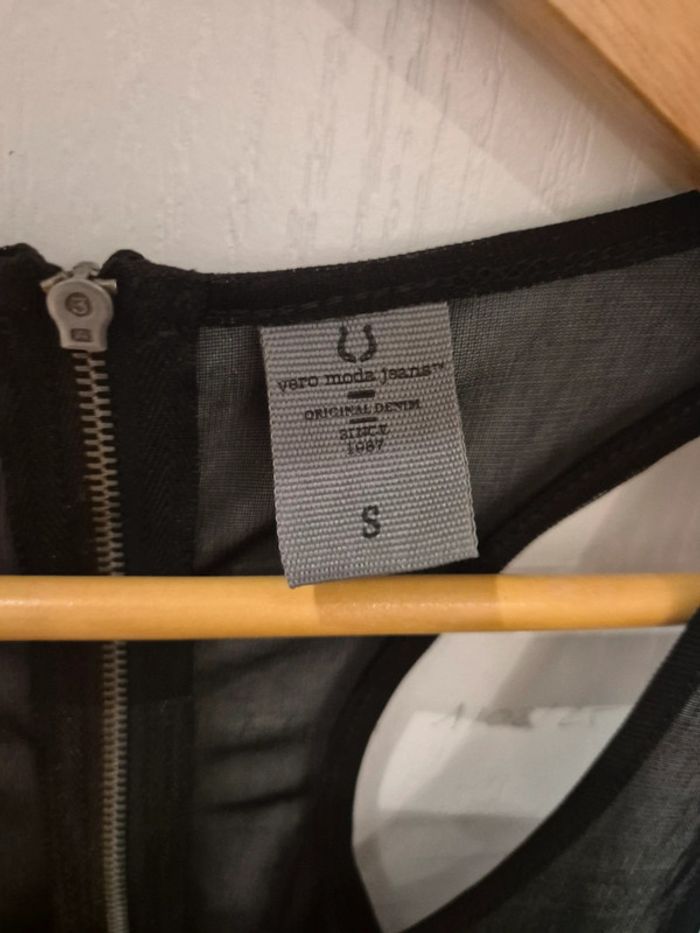 vero moda jeans™
ORIGINAL DENIM
SINCE
1987
S